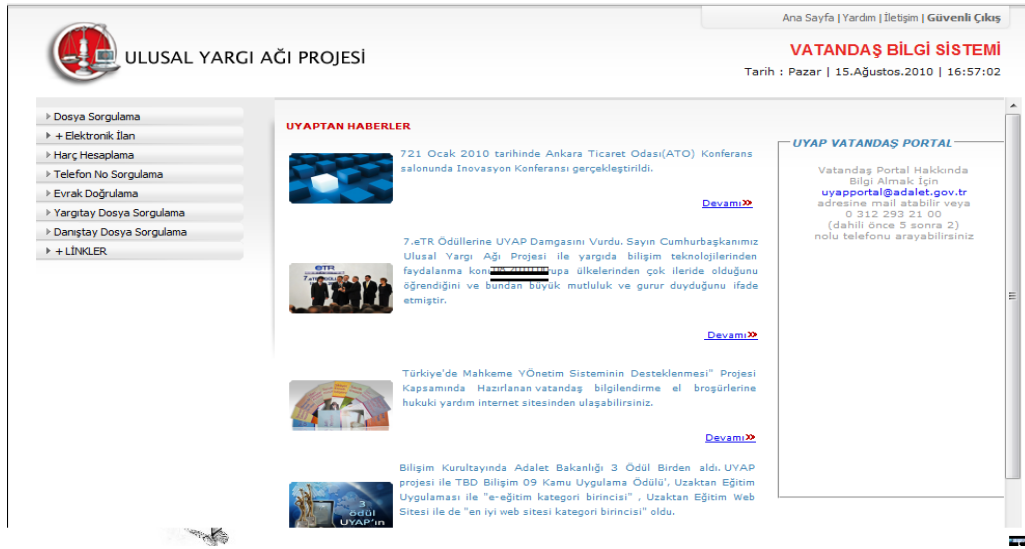 Ana Sayfa | Yardım | İletişim | Güvenli Çıkış
ULUSAL YARGI AĞI PROJESİ
VATANDAŞ BİLGİ SİSTEMİ
Tarih : Pazar | 15.Ağustos.2010 | 16:57:02
Dosya Sorgulama
+ Elektronik İlan
Harç Hesaplama
Telefon No Sorgulama
Evrak Doğrulama
Yargıtay Dosya Sorgulama
Danıştay Dosya Sorgulama
+ LİNKLER
UYAPTAN HABERLER
721 Ocak 2010 tarihinde Ankara Ticaret Odası(ATO) Konferans
salonunda Inovasyon Konferansı gerçekleştirildi.
Devamı
7.eTR Ödüllerine UYAP Damgasını Vurdu. Sayın Cumhurbaşkanımız
Ulusal Yargı Ağı Projesi ile yargıda bilişim teknolojilerinden
faydalanma ülkelerinden çok ileride olduğunu
öğrendiğini ve bundan büyük mutluluk ve gurur duyduğunu ifade
etmiştir.
eTR
Devamı
Türkiye'de Mahkeme YÖnetim Sisteminin Desteklenmesi" Projesi
Kapsamında Hazırlanan vatandaş bilgilendirme el broşürlerine
hukuki yardım internet sitesinden ulaşabilirsiniz.
Devamı
Bilişim Kurultayında Adalet Bakanlığı 3 Ödül Birden aldı. UYAP
projesi ile TBD Bilişim 09 Kamu Uygulama Ödülü', Uzaktan Eğitim
Uygulaması ile "e-eğitim kategori birincisi" , Uzaktan Eğitim Web
Sitesi ile de "en iyi web sitesi kategori birincisi" oldu.
3
ödül
UYAP'ın
UYAP VATANDAŞ PORTAL
Vatandaş Portal Hakkında
Bilgi Almak İçin
uyapportal@adalet.gov.tr
adresine mail atabilir veya
0 312 293 21 00
(dahili önce 5 sonra 2)
nolu telefonu arayabilirsiniz